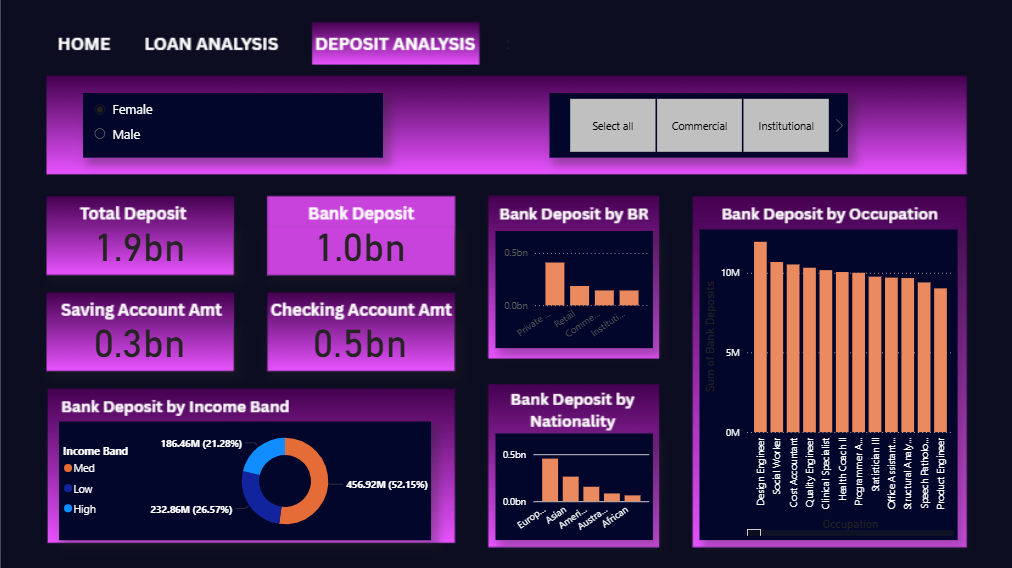 HOME
LOAN ANALYSIS
DEPOSIT ANALYSIS
Female
Male
Select all
Commercial
Institutional
Total Deposit
1.9bn
Bank Deposit
1.0bn
Saving Account Amt
0.3bn
Checking Account Amt
0.5bn
Bank Deposit by Income Band
Income Band
Med
Low
High
186.46M (21.28%)
456.92M (52.15%)
232.86M (26.57%)
Bank Deposit by BR
0.5bn
0.0bn
Private ...
Retail
Comme...
Instituti...
Bank Deposit by
Nationality
0.5bn
0.0bn
Europ...
Asian
Ameri...
Austra...
African
Bank Deposit by Occupation
Sum of Bank Deposits
10M
5M
0M
Design Engineer
Social Worker
Cost Accountant
Quality Engineer
Clinical Specialist
Health Coach II
Programmer A...
Statistician III
Office Assistant...
Structural Analy...
Speech Patholo...
Product Engineer
Occupation